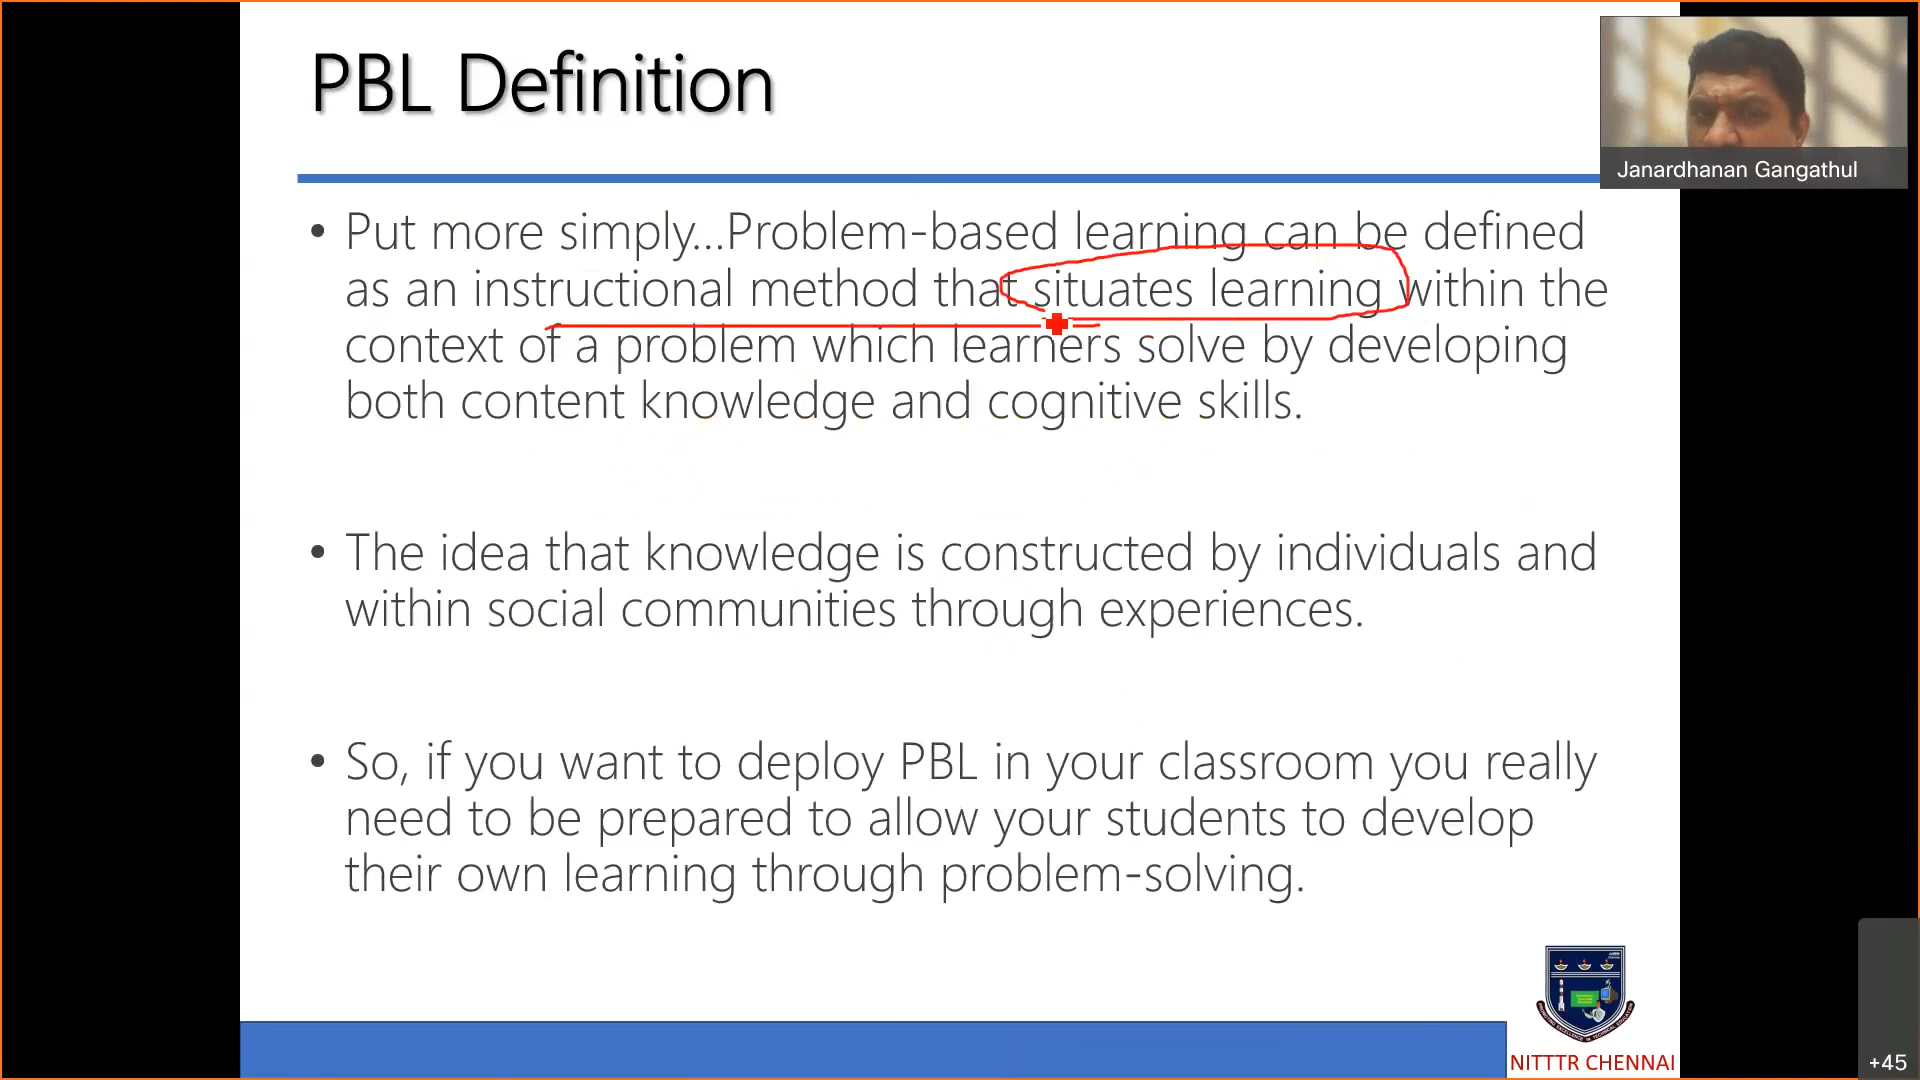 PBL Definition
Janardhanan Gangathul
• Put more simply...Problem-based learning can be defined
as an instructional method that situates learning within the
context of a problem which learners solve by developing
both content knowledge and cognitive skills.
• The idea that knowledge is constructed by individuals and
within social communities through experiences.
• So, if you want to deploy PBL in your classroom you really
need to be prepared to allow your students to develop
their own learning through problem-solving.
NITTTR CHENNAI
+45